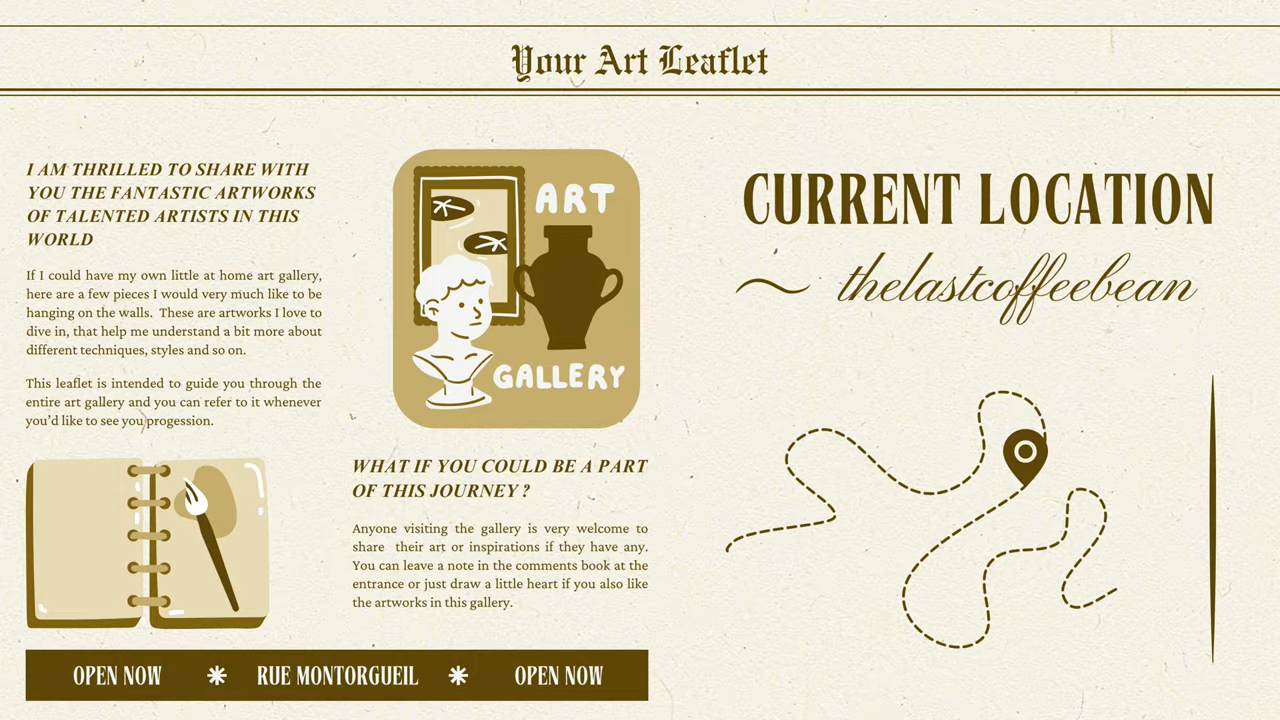 Your Art Leaflet
I AM THRILLED TO SHARE WITH
YOU THE FANTASTIC ARTWORKS
OF TALENTED ARTISTS IN THIS
WORLD
If I could have my own little at home art gallery,
here are a few pieces I would very much like to be
hanging on the walls. These are artworks I love to
dive in, that help me understand a bit more about
different techniques, styles and so on.
This leaflet is intended to guide you through the
entire art gallery and you can refer to it whenever
you'd like to see you progession.
ART
GALLERY
WHAT IF YOU COULD BE A PART
OF THIS JOURNEY ?
Anyone visiting the gallery is very welcome to
share their art or inspirations if they have any.
You can leave a note in the comments book at the
entrance or just draw a little heart if you also like
the artworks in this gallery.
OPEN NOW * RUE MONTORGUEIL * OPEN NOW
CURRENT LOCATION
~ thelastcoffeebean